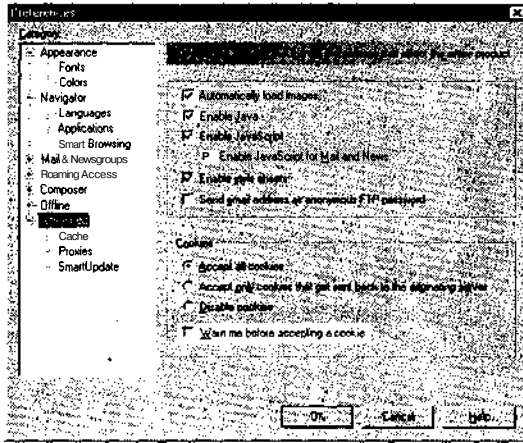 Preferences
Category:
Appearance
Fonts
Colors
Navigator
Languages
Applications
Smart Browsing
Mail & Newsgroups
Roaming Access
Composer
Offline
Cache
Proxies
SmartUpdate
the entire product
Automatically load images
Enable Java
Enable JavaScript
Enable JavaScript for Mail and News
Enable style sheets
Send email address as anonymous FTP password
Cookies
Accept all cookies
Accept only cookies that get sent back to the originating server
Disable cookies
Warn me before accepting a cookie
OK
Cancel
Help